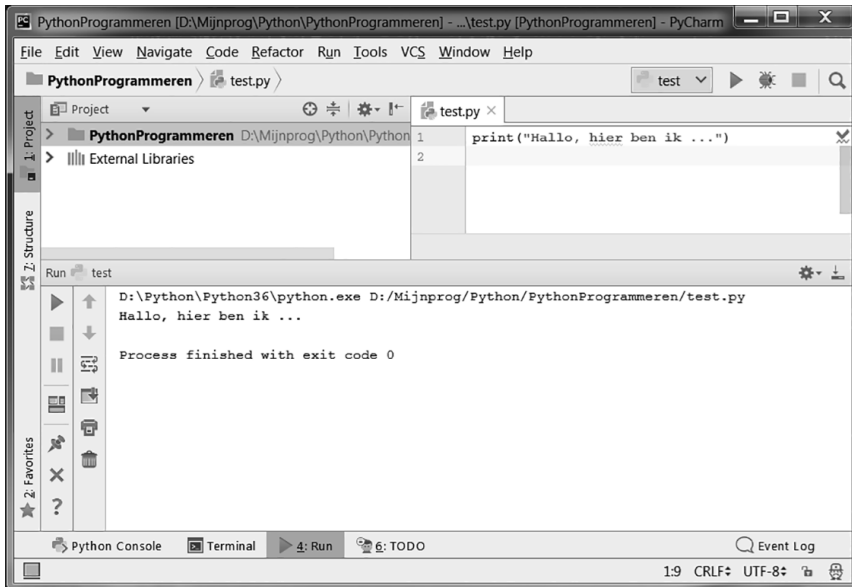 PythonProgrammeren [D:\Mijnprog\Python\PythonProgrammeren] - ...\test.py [PythonProgrammeren] - PyCharm
File Edit View Navigate Code Refactor Run Tools VCS Window Help
PythonProgrammeren test.py test
Project test.py
PythonProgrammeren D:\Mijnprog\Python\Python
External Libraries
1 print("Hallo, hier ben ik ...")
2
1: Project
Z: Structure
2: Favorites
Run test
D:\Python\Python36\python.exe D:/Mijnprog/Python/PythonProgrammeren/test.py
Hallo, hier ben ik ...
Process finished with exit code 0
Python Console Terminal 4: Run 6: TODO Event Log
1:9 CRLF UTF-8